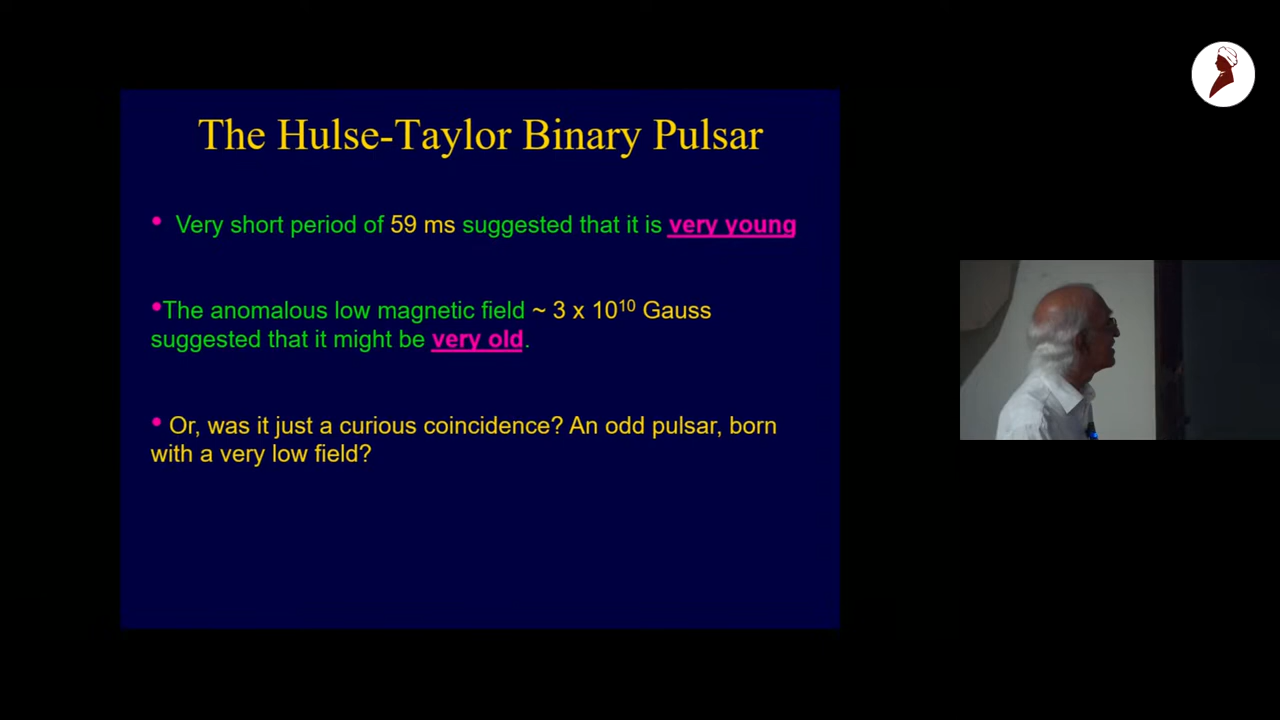 The Hulse-Taylor Binary Pulsar
• Very short period of 59 ms suggested that it is very young
•The anomalous low magnetic field ~ 3 x 10¹⁰ Gauss
suggested that it might be very old.
• Or, was it just a curious coincidence? An odd pulsar, born
with a very low field?